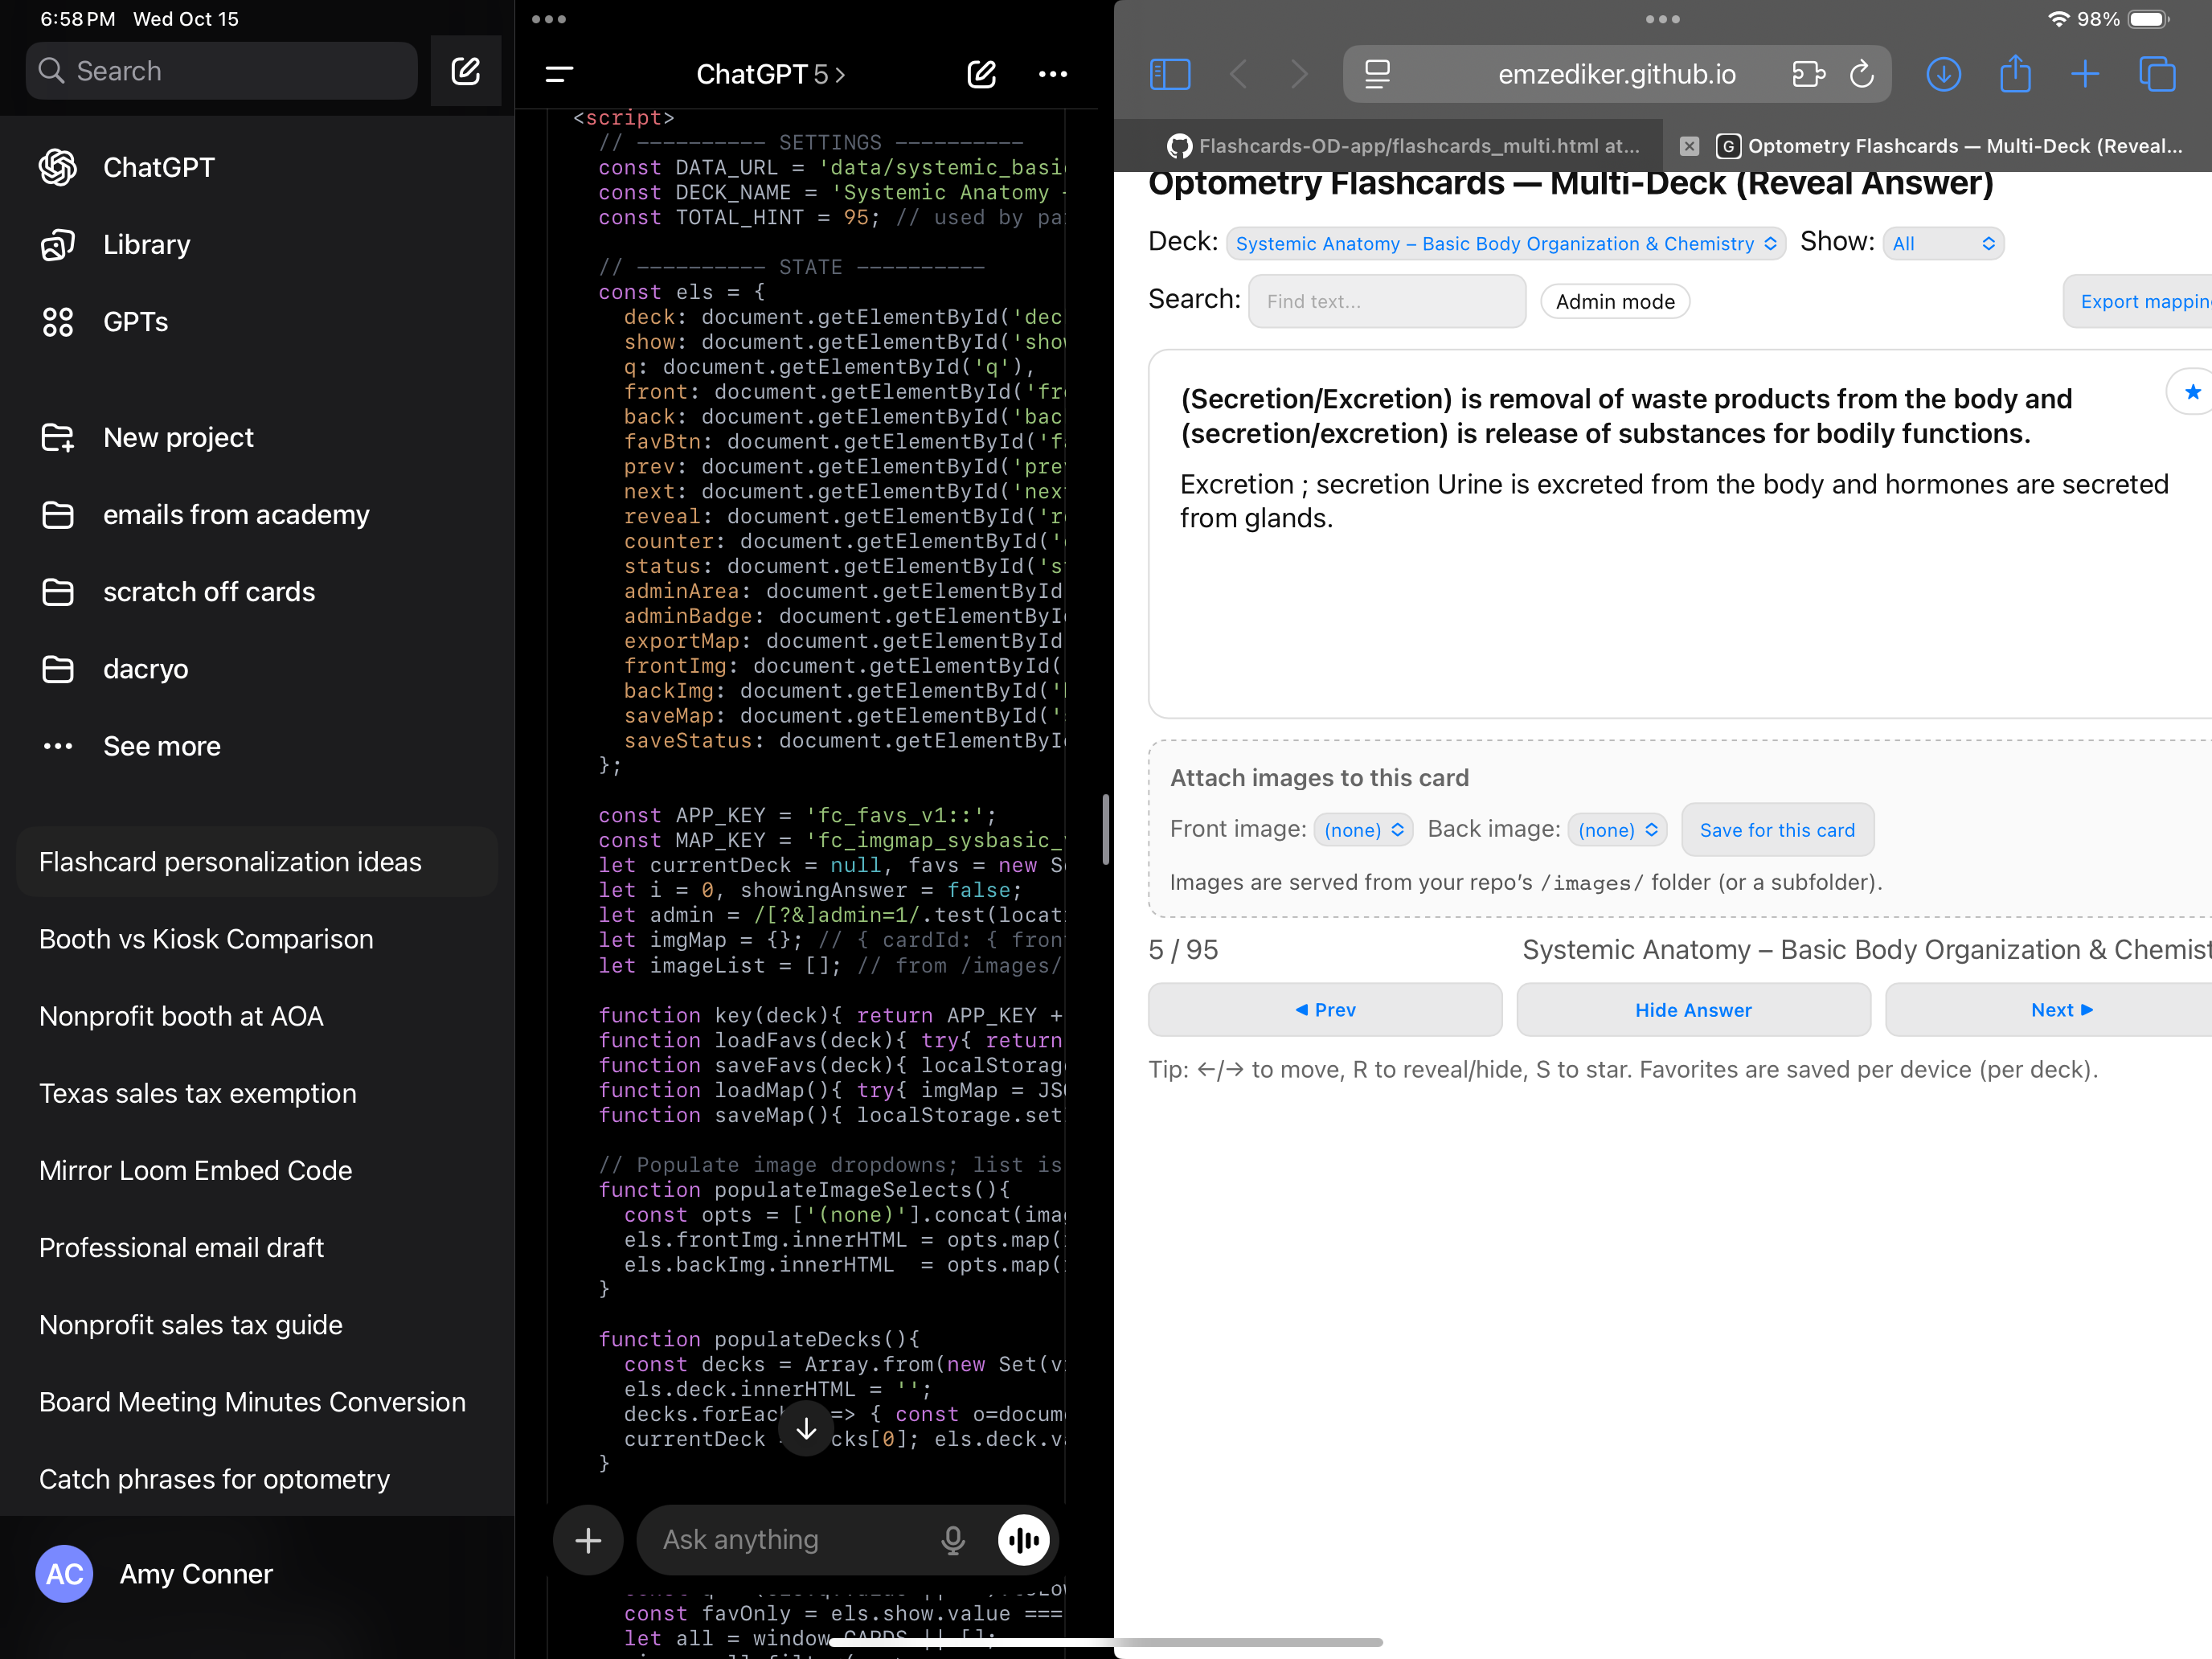 6:58 PM Wed Oct 15
Search
ChatGPT
Library
GPTs
New project
emails from academy
scratch off cards
dacryo
See more
Flashcard personalization ideas
Booth vs Kiosk Comparison
Nonprofit booth at AOA
Texas sales tax exemption
Mirror Loom Embed Code
Professional email draft
Nonprofit sales tax guide
Board Meeting Minutes Conversion
Catch phrases for optometry
AC Amy Conner
ChatGPT 5 >
<script>
// ---------- SETTINGS ----------
const DATA_URL = 'data/systemic_basi
const DECK_NAME = 'Systemic Anatomy
const TOTAL_HINT = 95; // used by pa
// ---------- STATE ----------
const els = {
deck: document.getElementById('dec
show: document.getElementById('sho
q: document.getElementById('q'),
front: document.getElementById('fr
back: document.getElementById('bac
favBtn: document.getElementById('f
prev: document.getElementById('pre
next: document.getElementById('nex
reveal: document.getElementById('r
counter: document.getElementById('
status: document.getElementById('s
adminArea: document.getElementById
adminBadge: document.getElementBy
exportMap: document.getElementById
frontImg: document.getElementById(
backImg: document.getElementById('
saveMap: document.getElementById('
saveStatus: document.getElementBy
};
const APP_KEY = 'fc_favs_v1::';
const MAP_KEY = 'fc_imgmap_sysbasic_
let currentDeck = null, favs = new S
let i = 0, showingAnswer = false;
let admin = /[?&]admin=1/.test(locat
let imgMap = {}; // { cardId: { fron
let imageList = []; // from /images/
function key(deck){ return APP_KEY +
function loadFavs(deck){ try{ return
function saveFavs(deck){ localStorag
function loadMap(){ try{ imgMap = JS
function saveMap(){ localStorage.set
// Populate image dropdowns; list is
function populateImageSelects(){
const opts = ['(none)'].concat(ima
els.frontImg.innerHTML = opts.map(
els.backImg.innerHTML = opts.map(
}
function populateDecks(){
const decks = Array.from(new Set(
els.deck.innerHTML = '';
decks.forEac => { const o=docum
currentDeck cks[0]; els.deck.v
}
Ask anything
const favOnly = els.show.value ===
let all = window.CARDS || [];
98%
emzediker.github.io
Flashcards-OD-app/flashcards_multi.html at...
G Optometry Flashcards — Multi-Deck (Reveal...
Optometry Flashcards — Multi-Deck (Reveal Answer)
Deck: Systemic Anatomy – Basic Body Organization & Chemistry Show: All
Search: Find text... Admin mode Export mappin
(Secretion/Excretion) is removal of waste products from the body and
(secretion/excretion) is release of substances for bodily functions.
Excretion ; secretion Urine is excreted from the body and hormones are secreted
from glands.
Attach images to this card
Front image: (none) Back image: (none) Save for this card
Images are served from your repo’s /images/ folder (or a subfolder).
5 / 95 Systemic Anatomy – Basic Body Organization & Chemist
◄ Prev Hide Answer Next ►
Tip: ←/→ to move, R to reveal/hide, S to star. Favorites are saved per device (per deck).